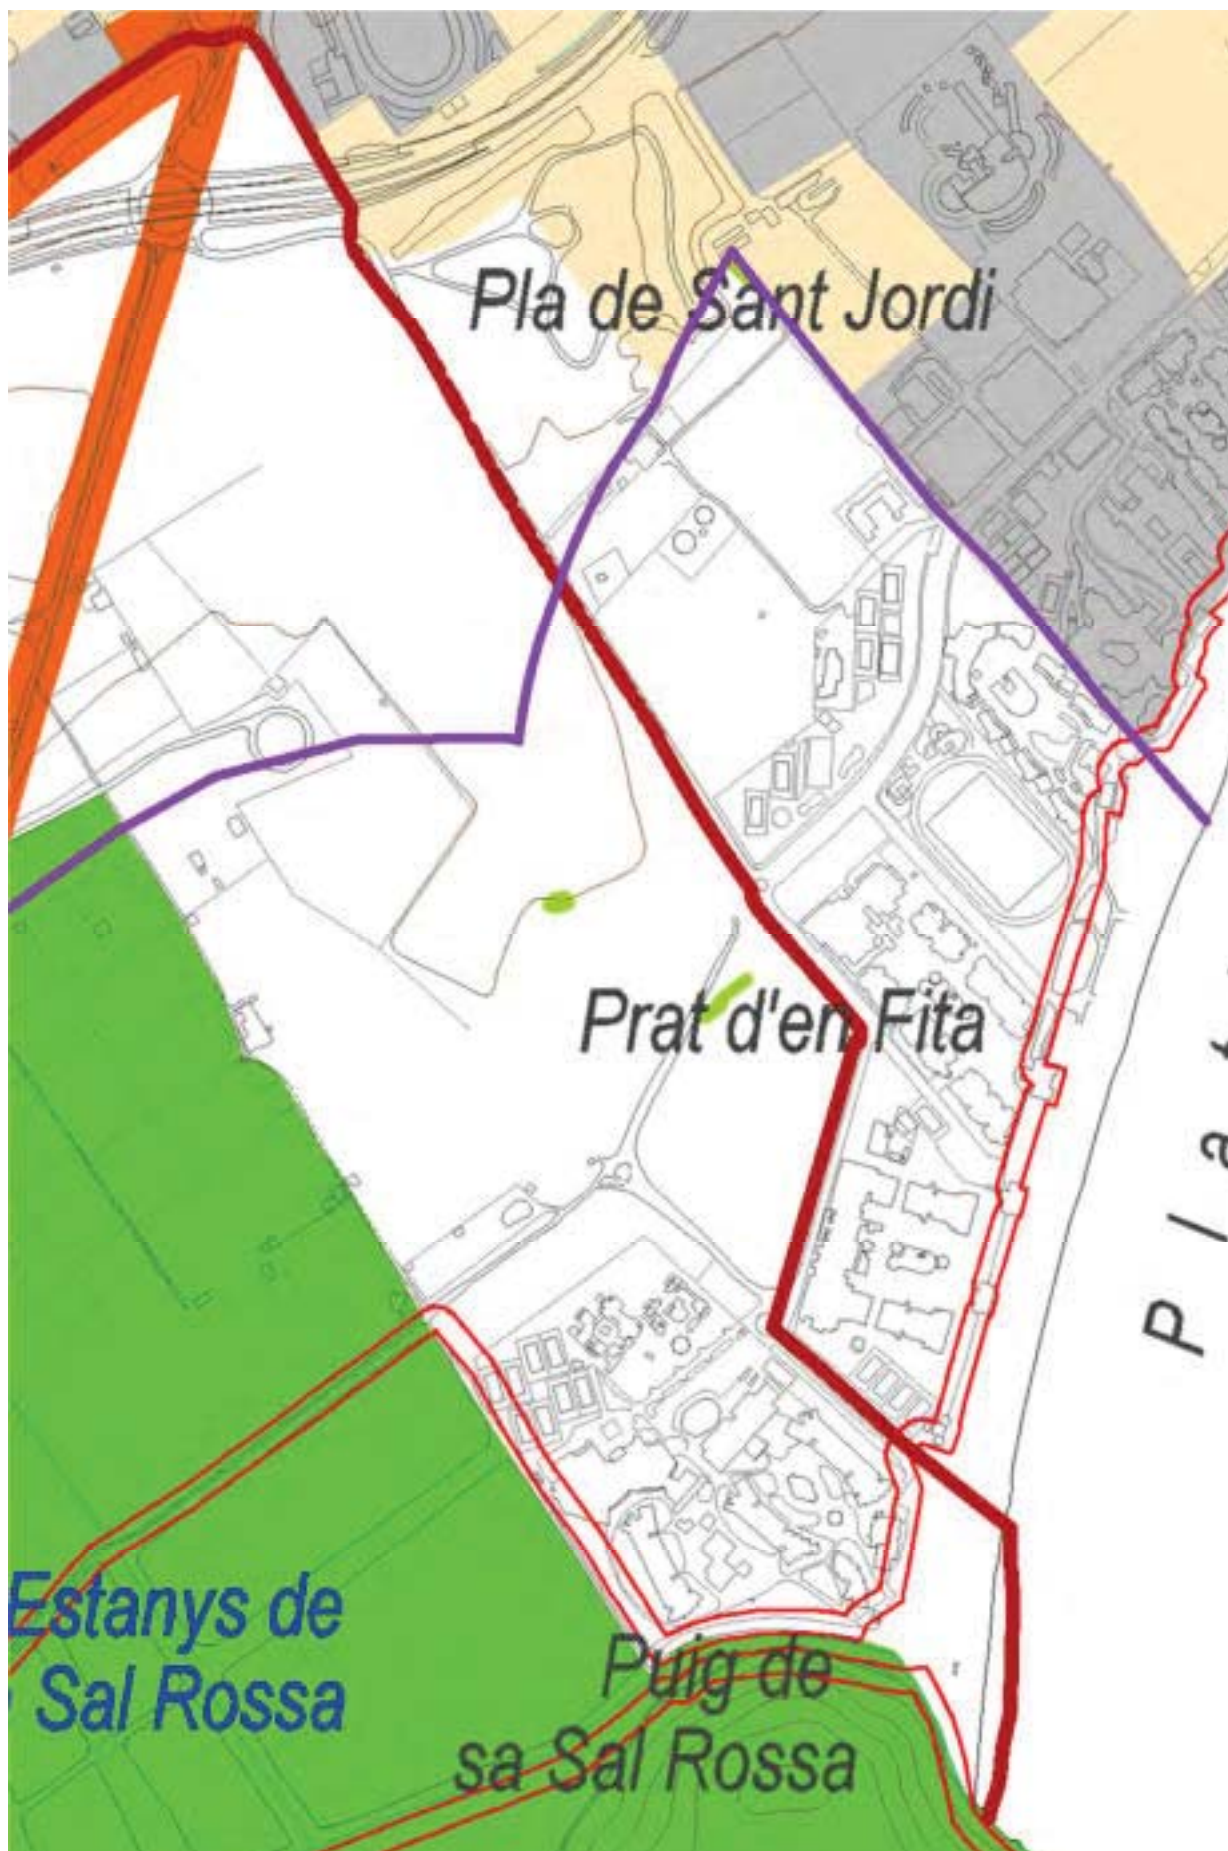 Pla de Sant Jordi
Prat d'en Fita
P l a t
Estanys de
Sal Rossa
Puig de
sa Sal Rossa